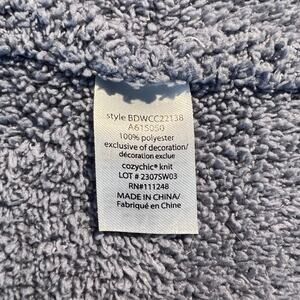 style BDWCC22138
A615050
100% polyester
exclusive of decoration/
décoration exclue
cozychic® knit
LOT # 2307SW03
RN#111248
MADE IN CHINA/
Fabriqué en Chine